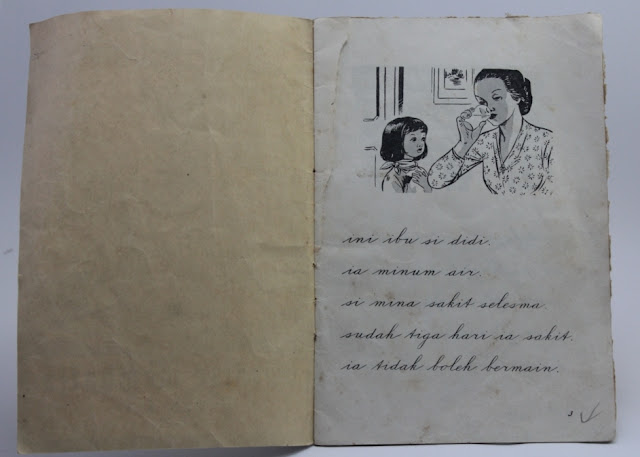 ini ibu si didi.
ia minum air.
si mina sakit selesma.
sudah tiga hari ia sakit.
ia tidak boleh bermain.